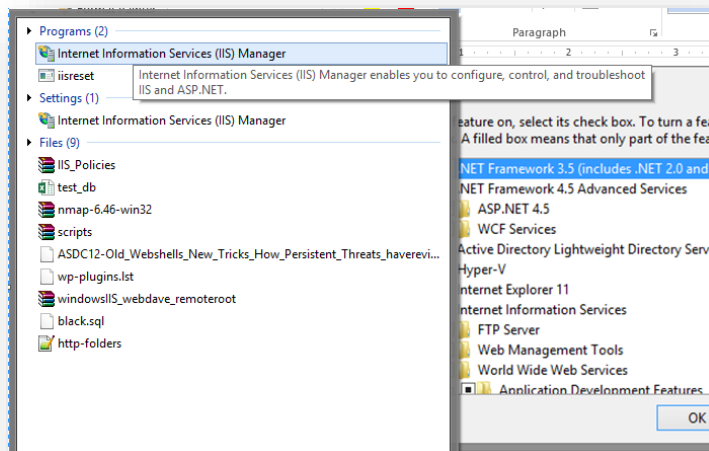 Programs (2)
Internet Information Services (IIS) Manager
iisreset
Internet Information Services (IIS) Manager enables you to configure, control, and troubleshoot
IIS and ASP.NET.
Settings (1)
Internet Information Services (IIS) Manager
Files (9)
IIS_Policies
test_db
nmap-6.46-win32
scripts
ASDC12-Old_Webshells_New_Tricks_How_Persistent_Threats_haverevi...
wp-plugins.lst
windowsIIS_webdave_remoteroot
black.sql
http-folders
Paragraph
1 2 3
eature on, select its check box. To turn a fea
A filled box means that only part of the fea
.NET Framework 3.5 (includes .NET 2.0 and
.NET Framework 4.5 Advanced Services
ASP.NET 4.5
WCF Services
Active Directory Lightweight Directory Serv
Hyper-V
nternet Explorer 11
nternet Information Services
FTP Server
Web Management Tools
World Wide Web Services
Application Development Features
OK